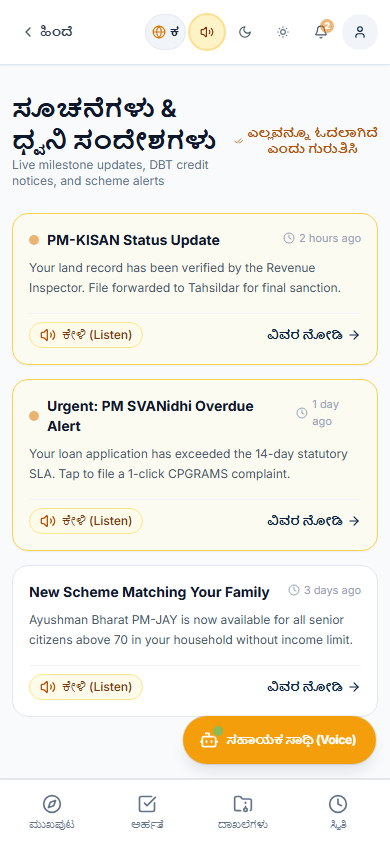 ಹಿಂದೆ
ಕ
2
ಸೂಚನೆಗಳು &
ಧ್ವನಿ ಸಂದೇಶಗಳು
ಎಲ್ಲವನ್ನೂ ಓದಲಾಗಿದೆ
ಎಂದು ಗುರುತಿಸಿ
Live milestone updates, DBT credit
notices, and scheme alerts
PM-KISAN Status Update
2 hours ago
Your land record has been verified by the Revenue
Inspector. File forwarded to Tahsildar for final sanction.
ಕೇಳಿ (Listen)
ವಿವರ ನೋಡಿ
Urgent: PM SVANidhi Overdue
Alert
1 day
ago
Your loan application has exceeded the 14-day statutory
SLA. Tap to file a 1-click CPGRAMS complaint.
ಕೇಳಿ (Listen)
ವಿವರ ನೋಡಿ
New Scheme Matching Your Family
3 days ago
Ayushman Bharat PM-JAY is now available for all senior
citizens above 70 in your household without income limit.
ಕೇಳಿ (Listen)
ವಿವರ ನೋಡಿ
ಸಹಾಯಕ ಸಾಥಿ (Voice)
ಮುಖಪುಟ
ಅರ್ಹತೆ
ದಾಖಲೆಗಳು
ಸ್ಥಿತಿ